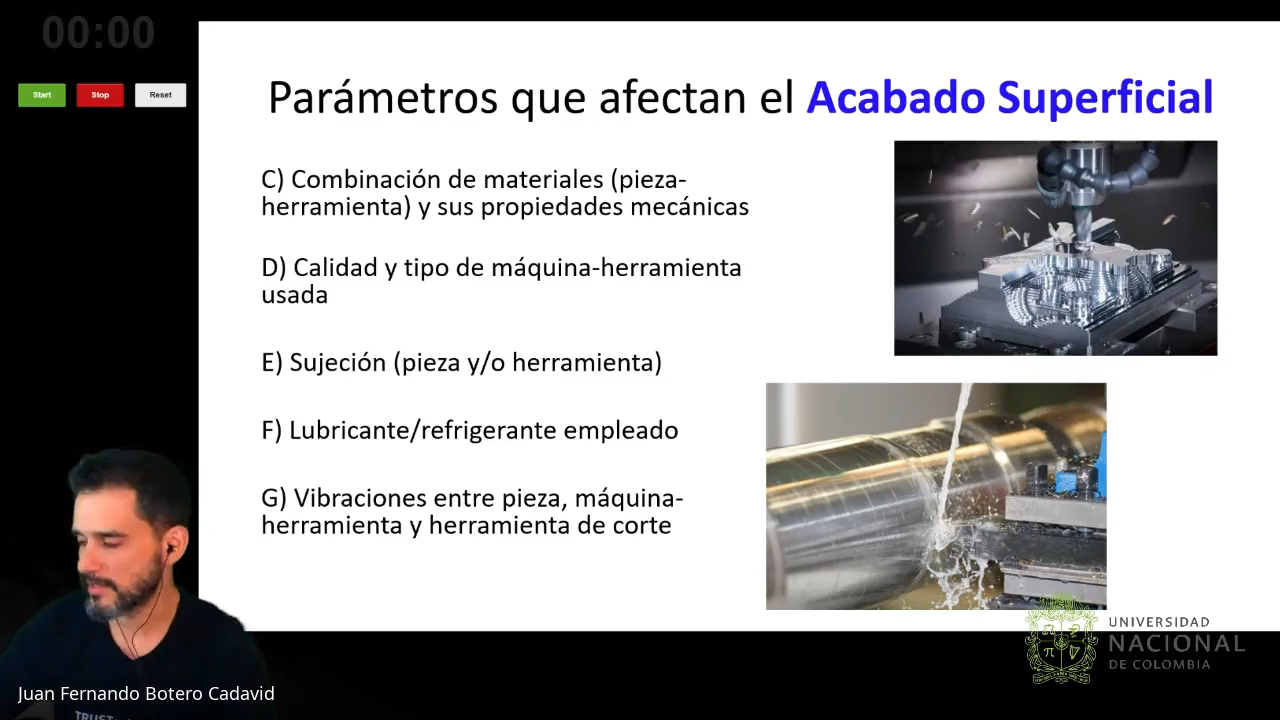 00:00
Start Stop Reset
Parámetros que afectan el Acabado Superficial
C) Combinación de materiales (pieza-
herramienta) y sus propiedades mecánicas
D) Calidad y tipo de máquina-herramienta
usada
E) Sujeción (pieza y/o herramienta)
F) Lubricante/refrigerante empleado
G) Vibraciones entre pieza, máquina-
herramienta y herramienta de corte
UNIVERSIDAD
NACIONAL
DE COLOMBIA
Juan Fernando Botero Cadavid
TRUST